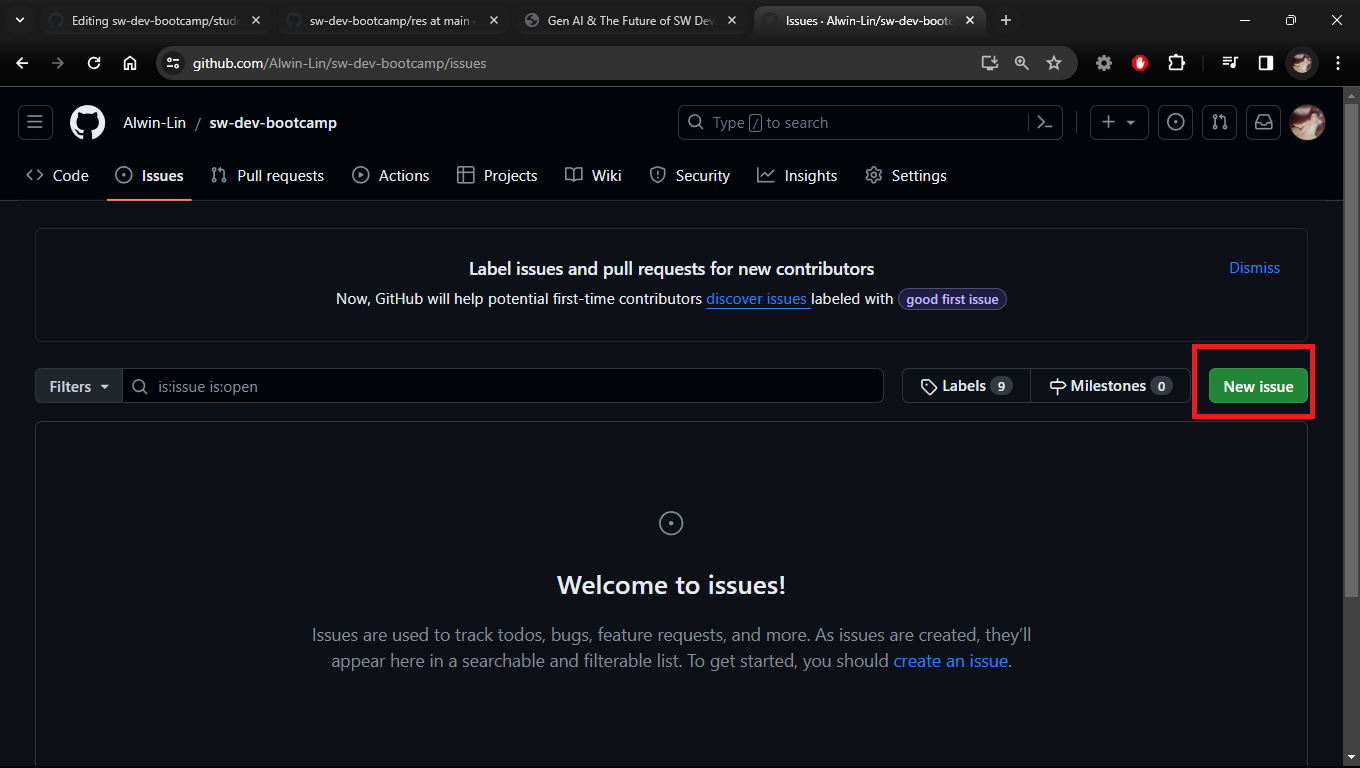 Editing sw-dev-bootcamp/stud
sw-dev-bootcamp/res at main ·
Gen AI & The Future of SW Dev
Issues · Alwin-Lin/sw-dev-bootc
github.com/Alwin-Lin/sw-dev-bootcamp/issues
Alwin-Lin / sw-dev-bootcamp
Type / to search
Code Issues Pull requests Actions Projects Wiki Security Insights Settings
Label issues and pull requests for new contributors
Dismiss
Now, GitHub will help potential first-time contributors discover issues labeled with good first issue
Filters is:issue is:open Labels 9 Milestones 0 New issue
Welcome to issues!
Issues are used to track todos, bugs, feature requests, and more. As issues are created, they’ll
appear here in a searchable and filterable list. To get started, you should create an issue.